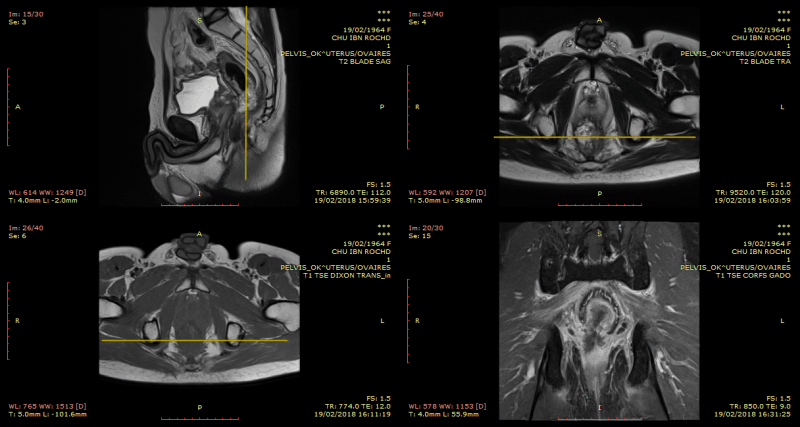 Im: 15/30
Se: 3
S
***
***
19/02/1964 F
CHU IBN ROCHD
1
PELVIS_OK^UTERUS/OVAIRES
T2 BLADE SAG
A
P
WL: 614 WW: 1249 [D]
T: 4.0mm L: -2.0mm
I
FS: 1.5
TR: 6890.0 TE: 112.0
19/02/2018 15:59:39
Im: 25/40
Se: 4
A
***
***
19/02/1964 F
CHU IBN ROCHD
1
PELVIS_OK^UTERUS/OVAIRES
T2 BLADE TRA
R
L
WL: 592 WW: 1207 [D]
T: 5.0mm L: -98.8mm
P
FS: 1.5
TR: 9520.0 TE: 120.0
19/02/2018 16:03:59
Im: 26/40
Se: 6
A
***
***
19/02/1964 F
CHU IBN ROCHD
1
PELVIS_OK^UTERUS/OVAIRES
T1 TSE DIXON TRANS_in
R
L
WL: 765 WW: 1513 [D]
T: 5.0mm L: -101.6mm
P
FS: 1.5
TR: 774.0 TE: 12.0
19/02/2018 16:11:19
Im: 20/30
Se: 15
S
***
***
19/02/1964 F
CHU IBN ROCHD
1
PELVIS_OK^UTERUS/OVAIRES
T1 TSE CORFS GADO
R
L
WL: 578 WW: 1153 [D]
T: 4.0mm L: 55.9mm
I
FS: 1.5
TR: 850.0 TE: 9.0
19/02/2018 16:31:25